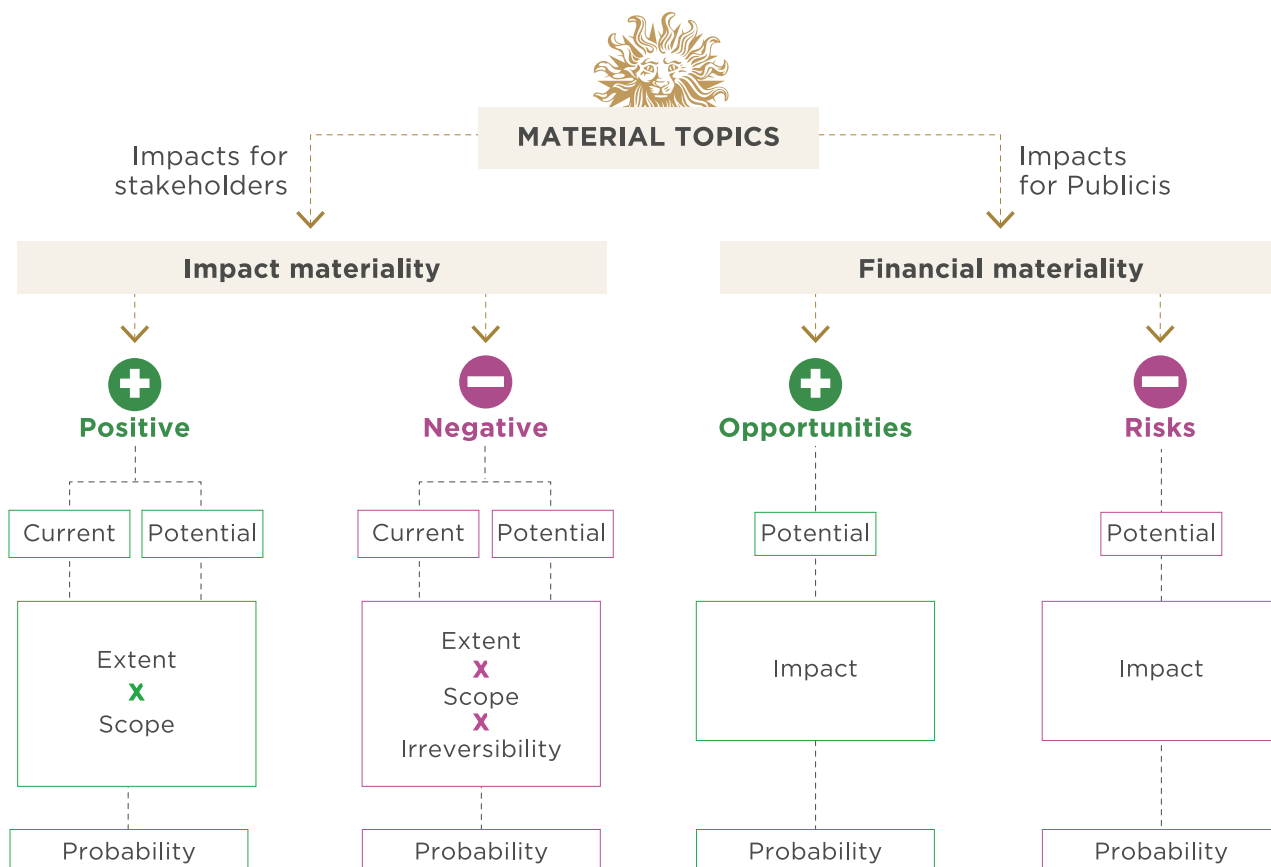 MATERIAL TOPICS
Impacts for
stakeholders
Impacts
for Publicis
Impact materiality
Financial materiality
Positive
Negative
Opportunities
Risks
Current
Potential
Current
Potential
Potential
Potential
Extent
X
Scope
Extent
X
Scope
X
Irreversibility
Impact
Impact
Probability
Probability
Probability
Probability